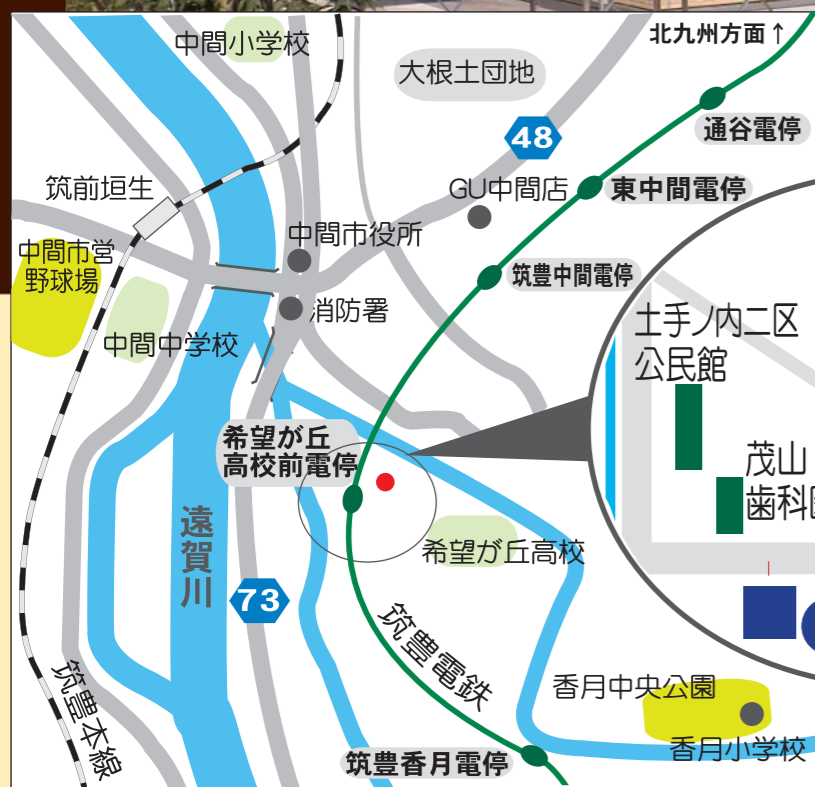 北九州方面↑
中間小学校
大根土団地
48
通谷電停
筑前垣生
GU中間店
東中間電停
中間市役所
中間市営
野球場
筑豊中間電停
消防署
中間中学校
土手ノ内二区
公民館
希望が丘
高校前電停
茂山
歯科
遠賀川
希望が丘高校
73
筑豊電鉄
筑豊本線
香月中央公園
香月小学校
筑豊香月電停